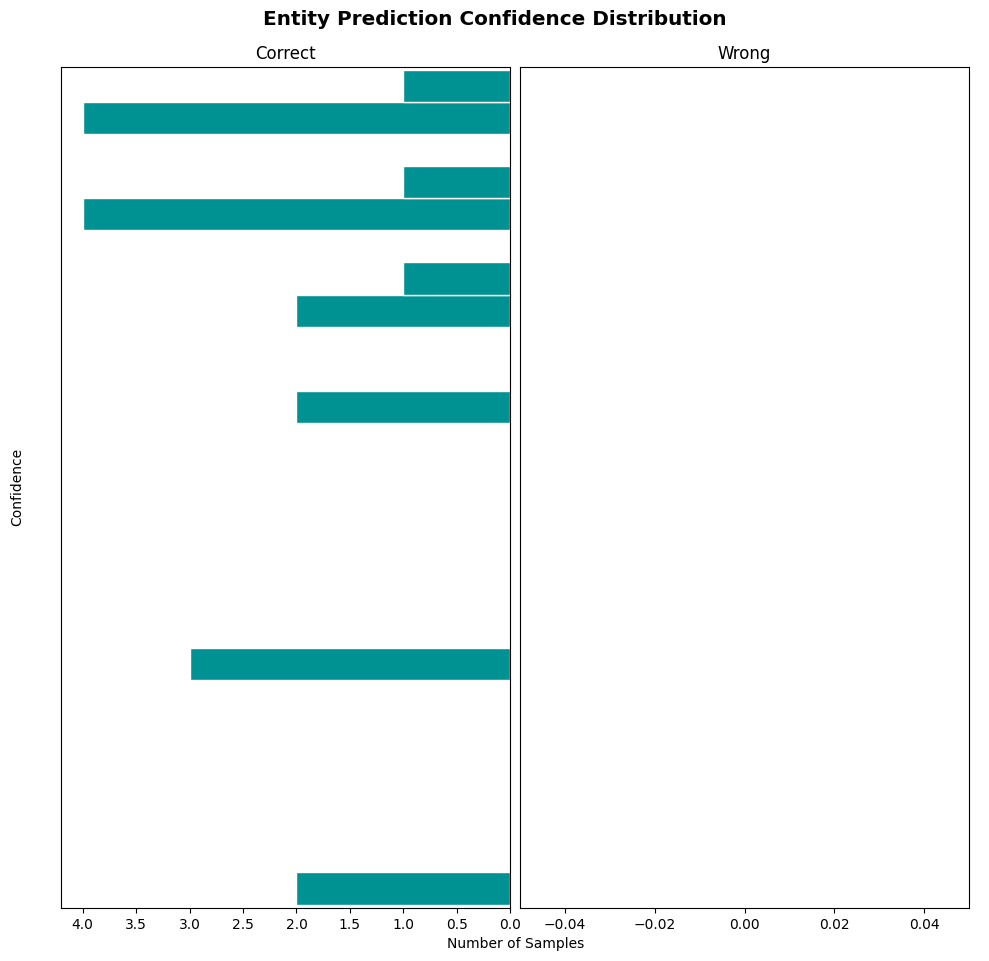 Entity Prediction Confidence Distribution
Correct
Wrong
Confidence
4.0 3.5 3.0 2.5 2.0 1.5 1.0 0.5 0.0
−0.04 −0.02 0.00 0.02 0.04
Number of Samples